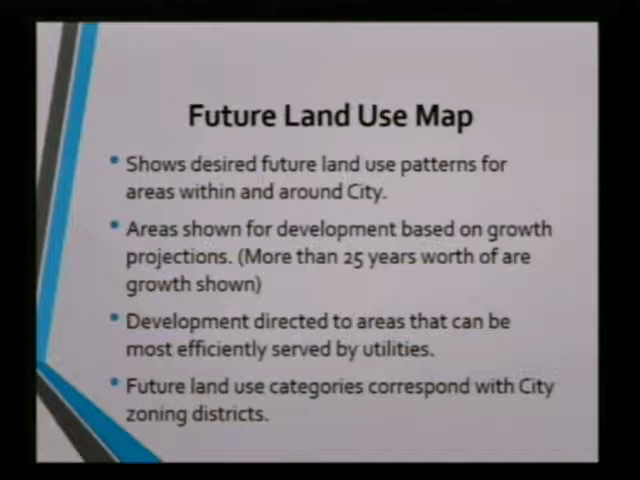 Future Land Use Map
• Shows desired future land use patterns for
areas within and around City.
• Areas shown for development based on growth
projections. (More than 25 years worth of are
growth shown)
• Development directed to areas that can be
most efficiently served by utilities.
• Future land use categories correspond with City
zoning districts.